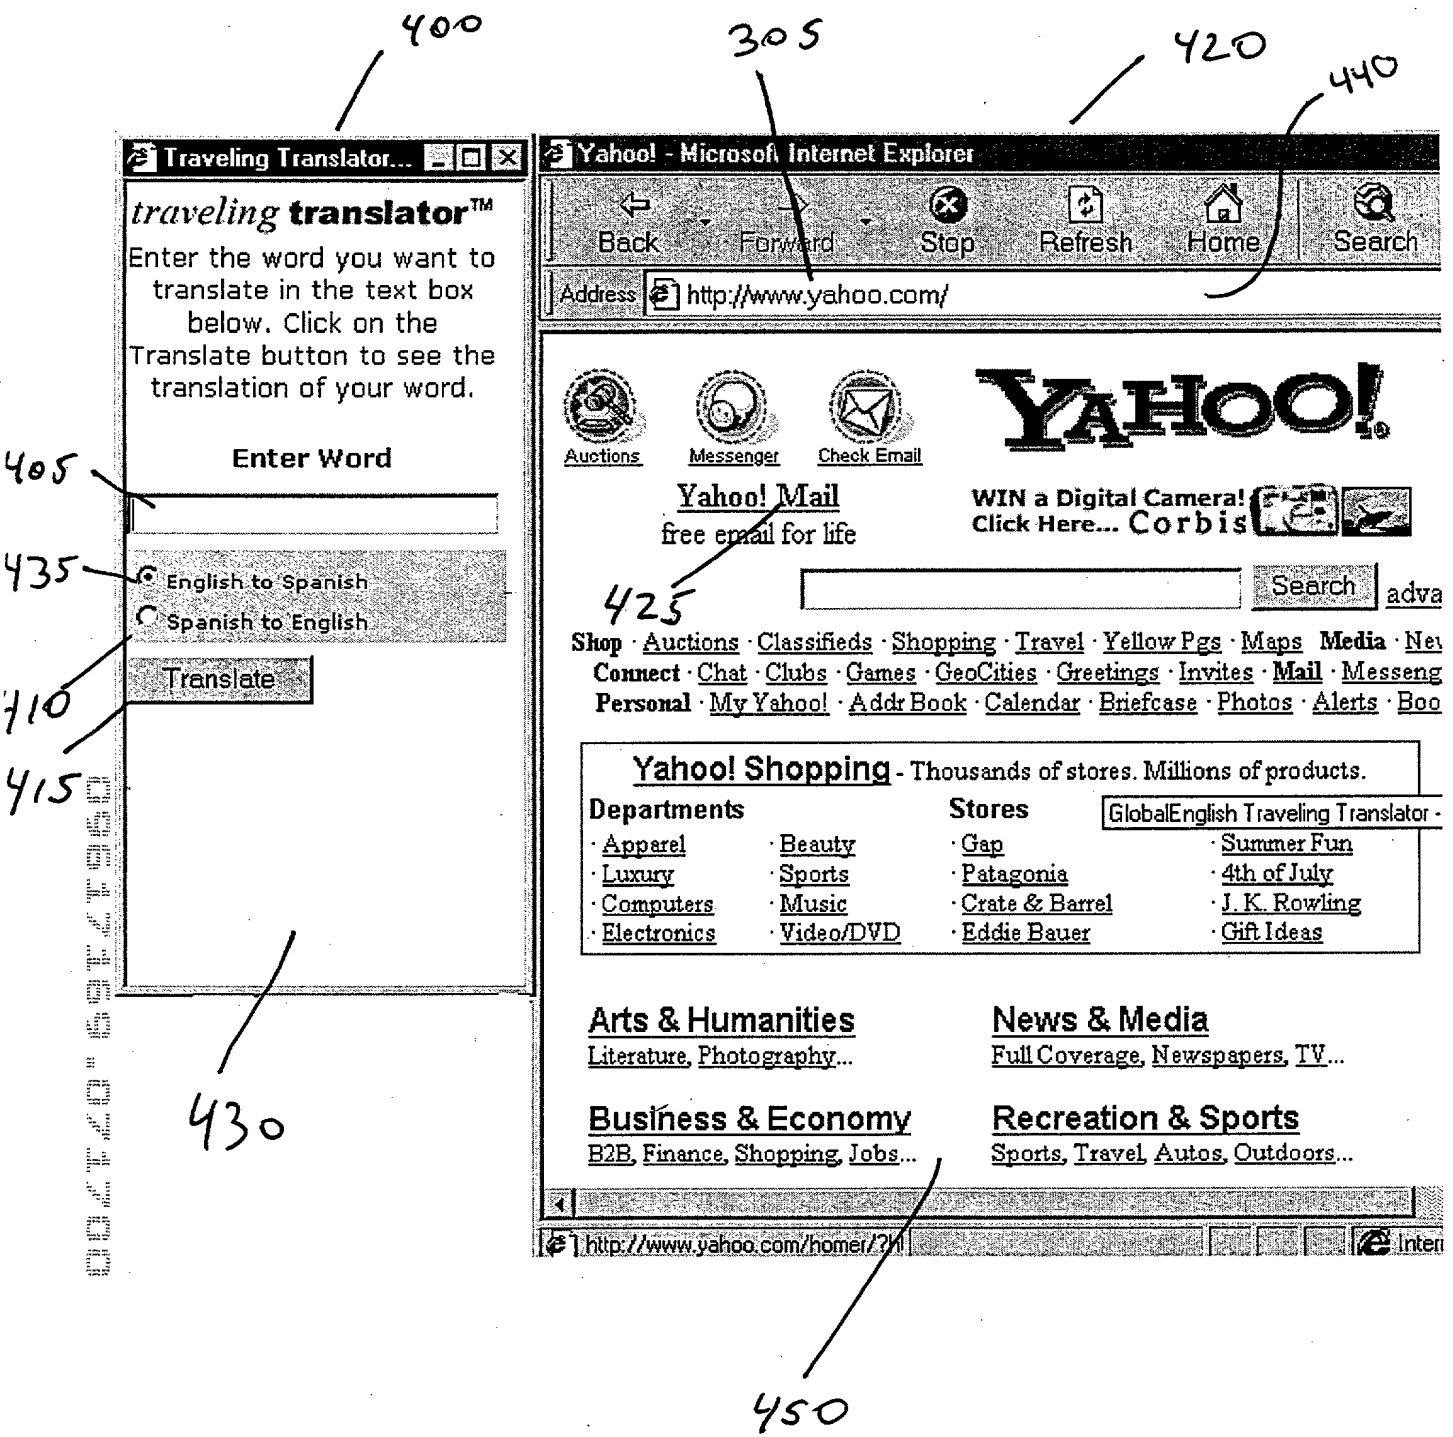 400
305
420
440
Traveling Translator...
traveling translator™
Enter the word you want to
translate in the text box
below. Click on the
Translate button to see the
translation of your word.
Enter Word
405
435
English to Spanish
Spanish to English
410
Translate
415
430
Yahoo! - Microsoft Internet Explorer
Back Forward Stop Refresh Home Search
Address http://www.yahoo.com/
Auctions Messenger Check Email
YAHOO!
Yahoo! Mail
free email for life
WIN a Digital Camera!
Click Here... Corbis
425
Search adva
Shop · Auctions · Classifieds · Shopping · Travel · Yellow Pgs · Maps Media · Nev
Connect · Chat · Clubs · Games · GeoCities · Greetings · Invites · Mail · Messeng
Personal · My Yahoo! · Addr Book · Calendar · Briefcase · Photos · Alerts · Boo
Yahoo! Shopping - Thousands of stores. Millions of products.
Departments Stores GlobalEnglish Traveling Translator -
· Apparel · Beauty · Gap · Summer Fun
· Luxury · Sports · Patagonia · 4th of July
· Computers · Music · Crate & Barrel · J. K. Rowling
· Electronics · Video/DVD · Eddie Bauer · Gift Ideas
Arts & Humanities News & Media
Literature, Photography... Full Coverage, Newspapers, TV...
Business & Economy Recreation & Sports
B2B, Finance, Shopping, Jobs... Sports, Travel, Autos, Outdoors...
http://www.yahoo.com/homer/?h Inter
450